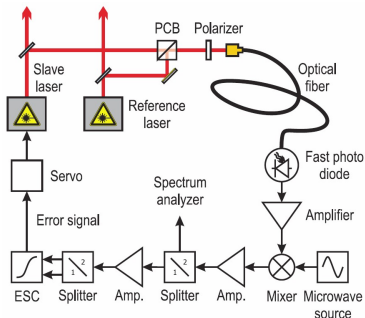 PCB Polarizer
Slave
laser
Reference
laser
Optical
fiber
Fast photo
diode
Servo
Spectrum
analyzer
Amplifier
Error signal
1 2
1 2
ESC Splitter Amp. Splitter Amp. Mixer Microwave
source